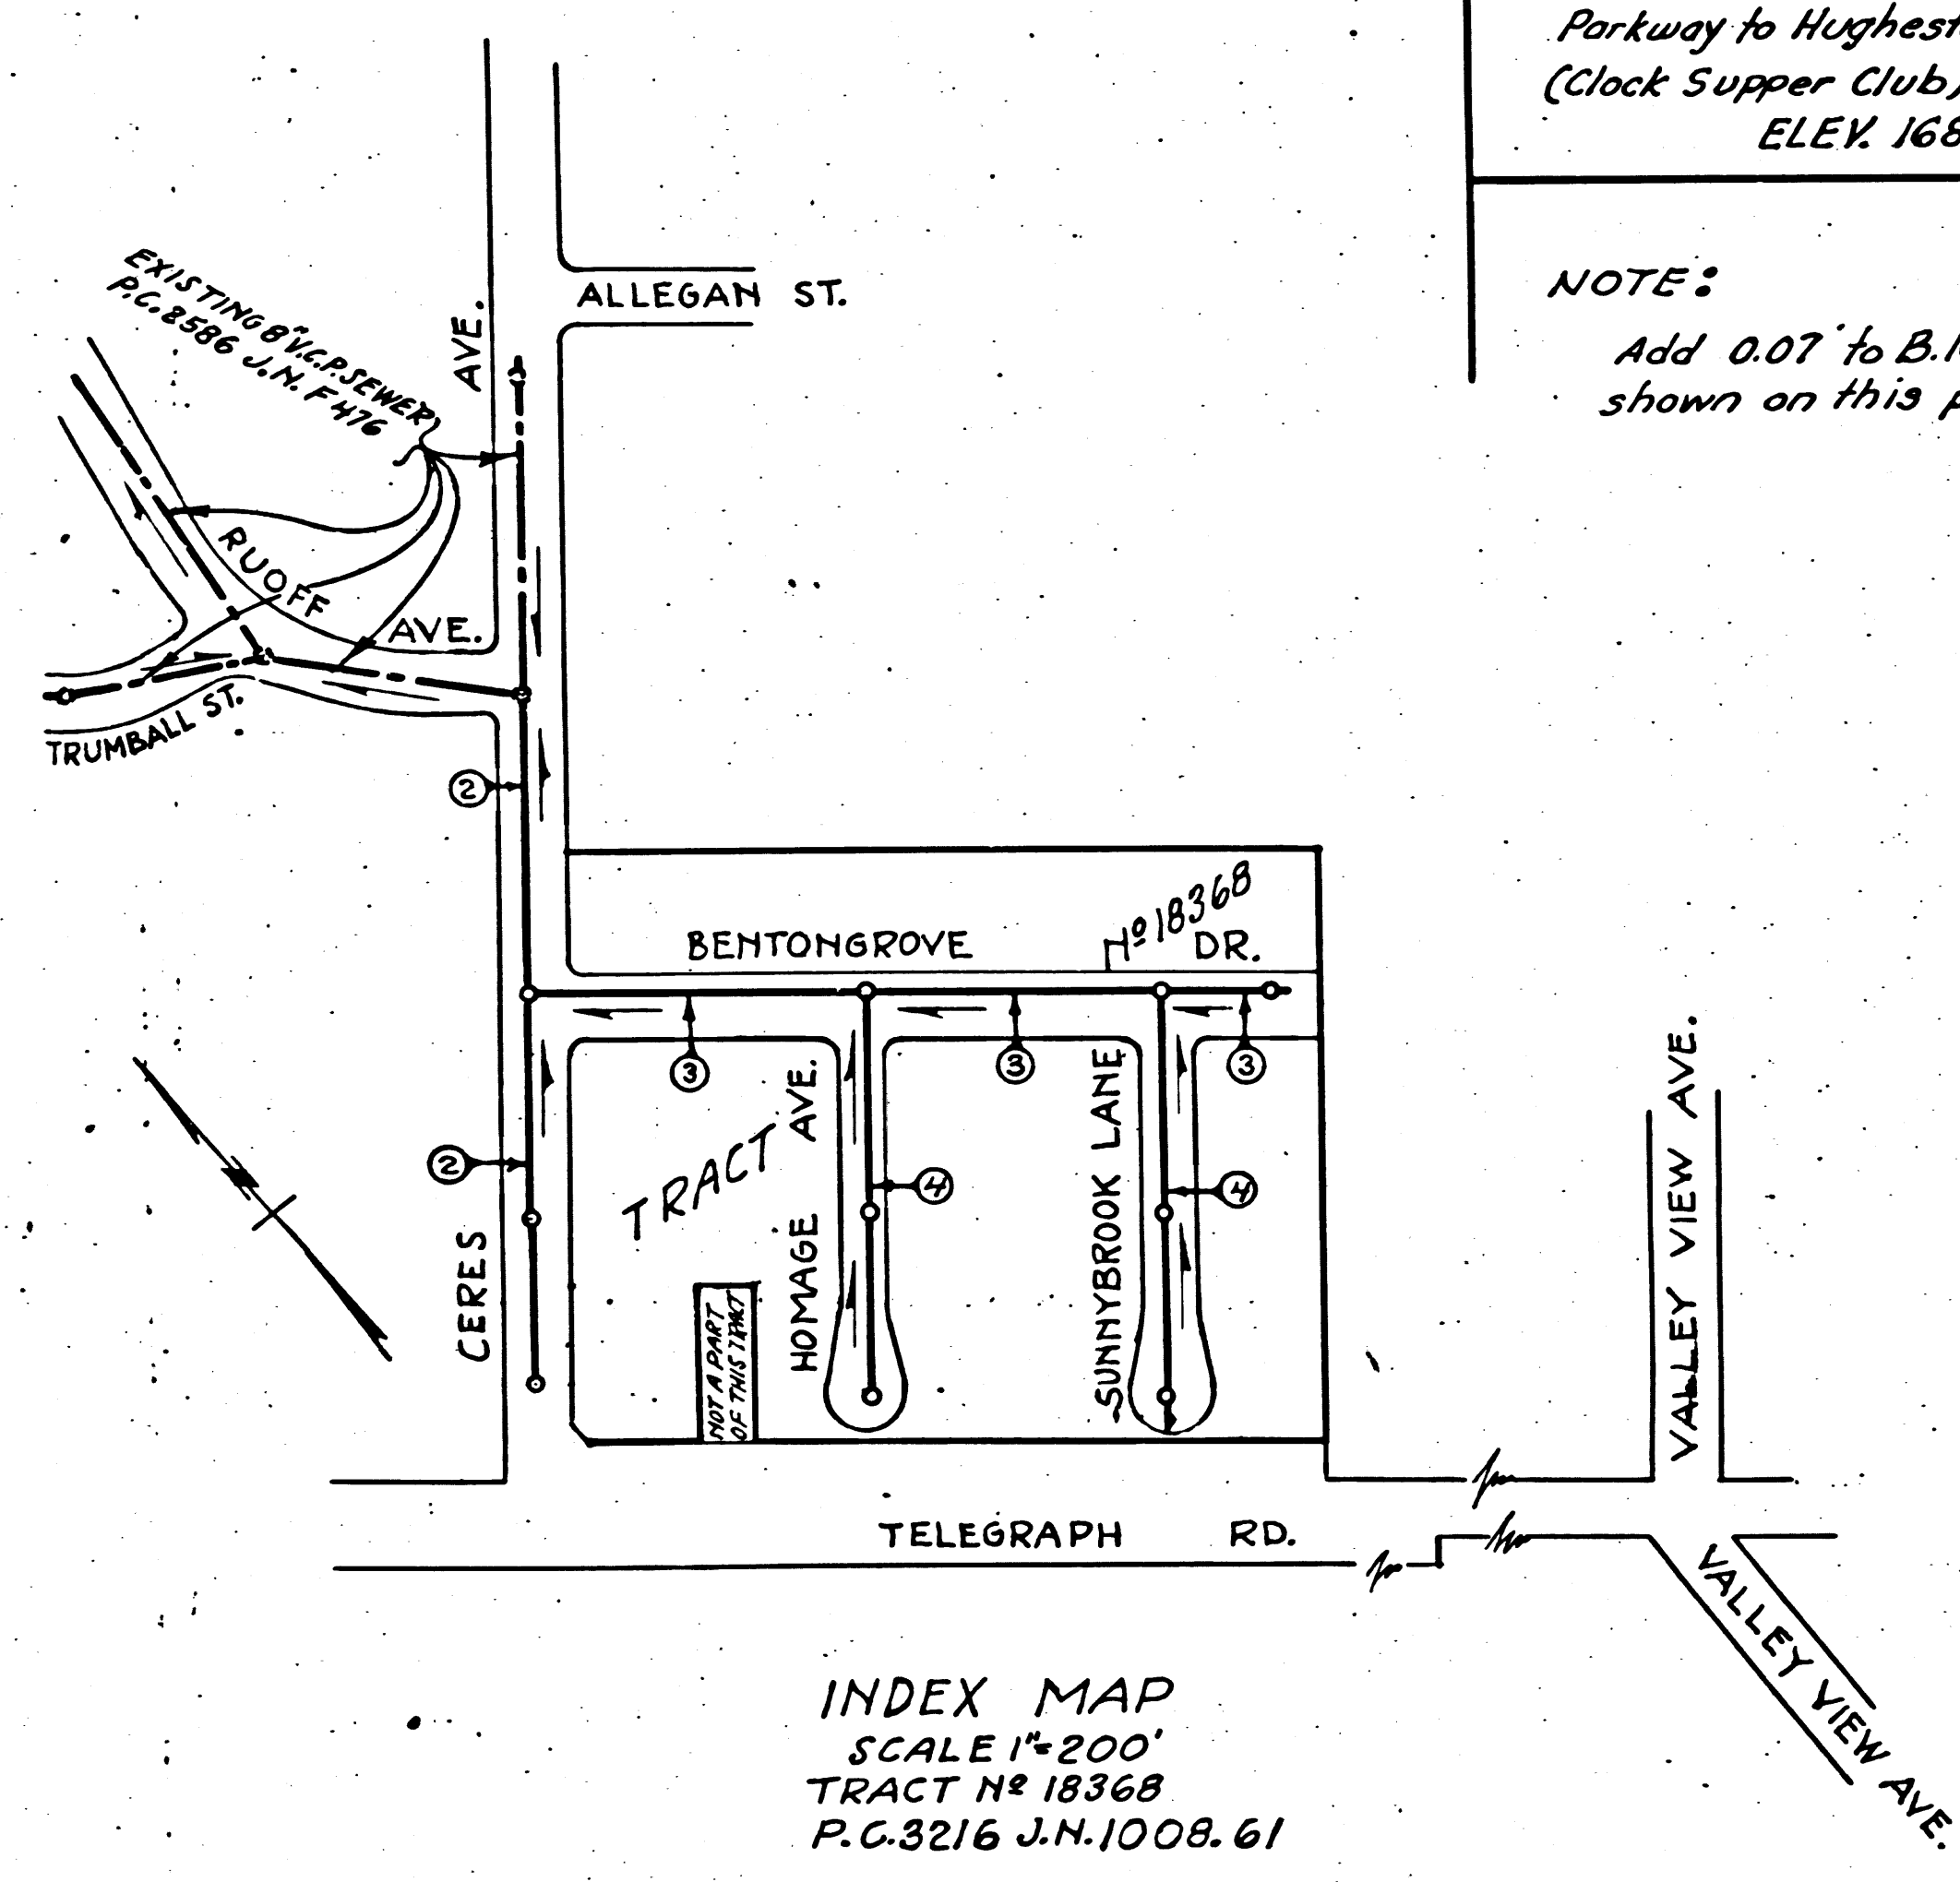 Parkway to
(Clock Supper Club)
ELEV.
NOTE:
Add 0.07' to
shown on this
EXISTING 8" V.C.P. SEWER
P.C. 8586 J.N. F476
AVE.
ALLEGAN ST.
RUOFF AVE.
TRUMBALL ST.
2
BENTONGROVE DR.
TRACT Nº 18368
3
3
3
2
4
4
CERES
HOMAGE AVE.
SUNNYBROOK LANE
NOT A PART
OF THIS TRACT
VALLEY VIEW AVE.
TELEGRAPH RD.
VALLEY VIEW AVE.
INDEX MAP
SCALE 1"=200'
TRACT Nº 18368
P.C. 3216 J.N. 1008.61